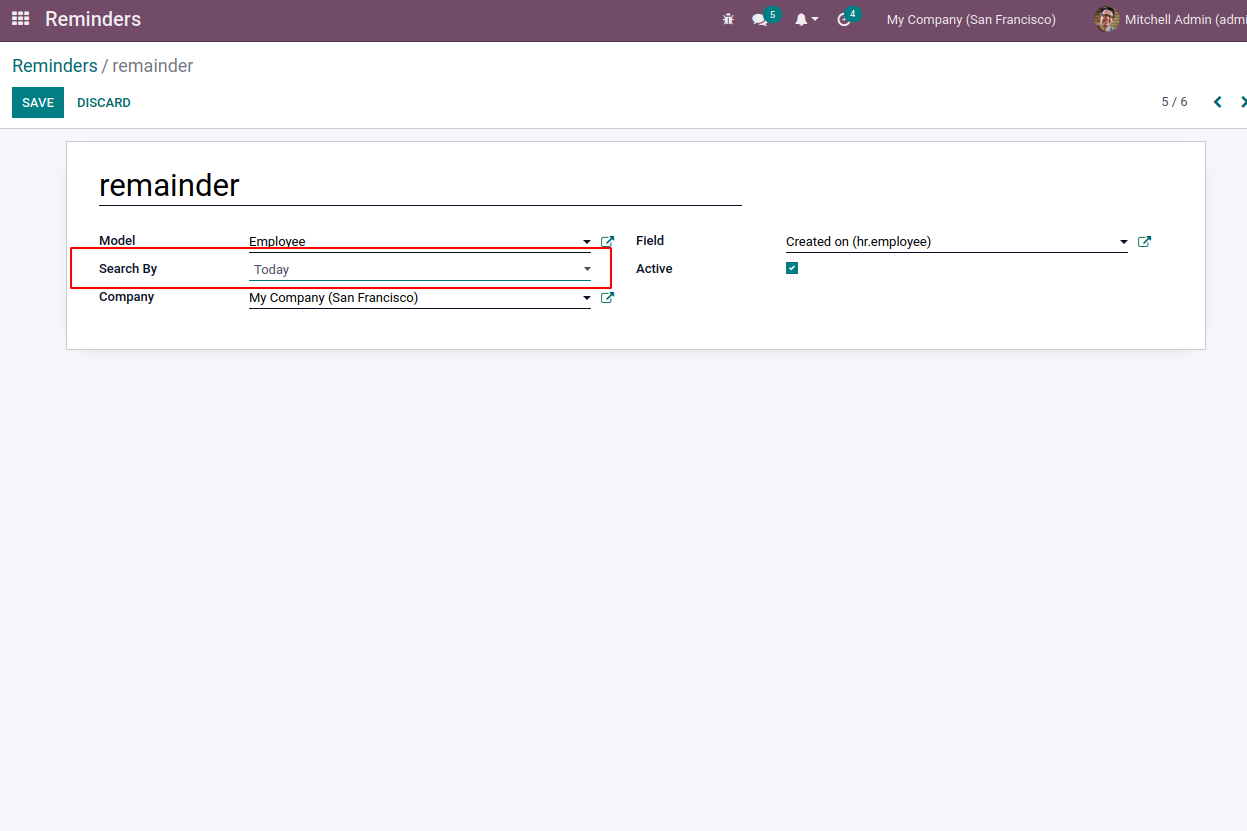 Reminders 5 4 My Company (San Francisco) Mitchell Admin (admi
Reminders / remainder
SAVE DISCARD 5 / 6
remainder
Model Employee Field Created on (hr.employee)
Search By Today Active
Company My Company (San Francisco)